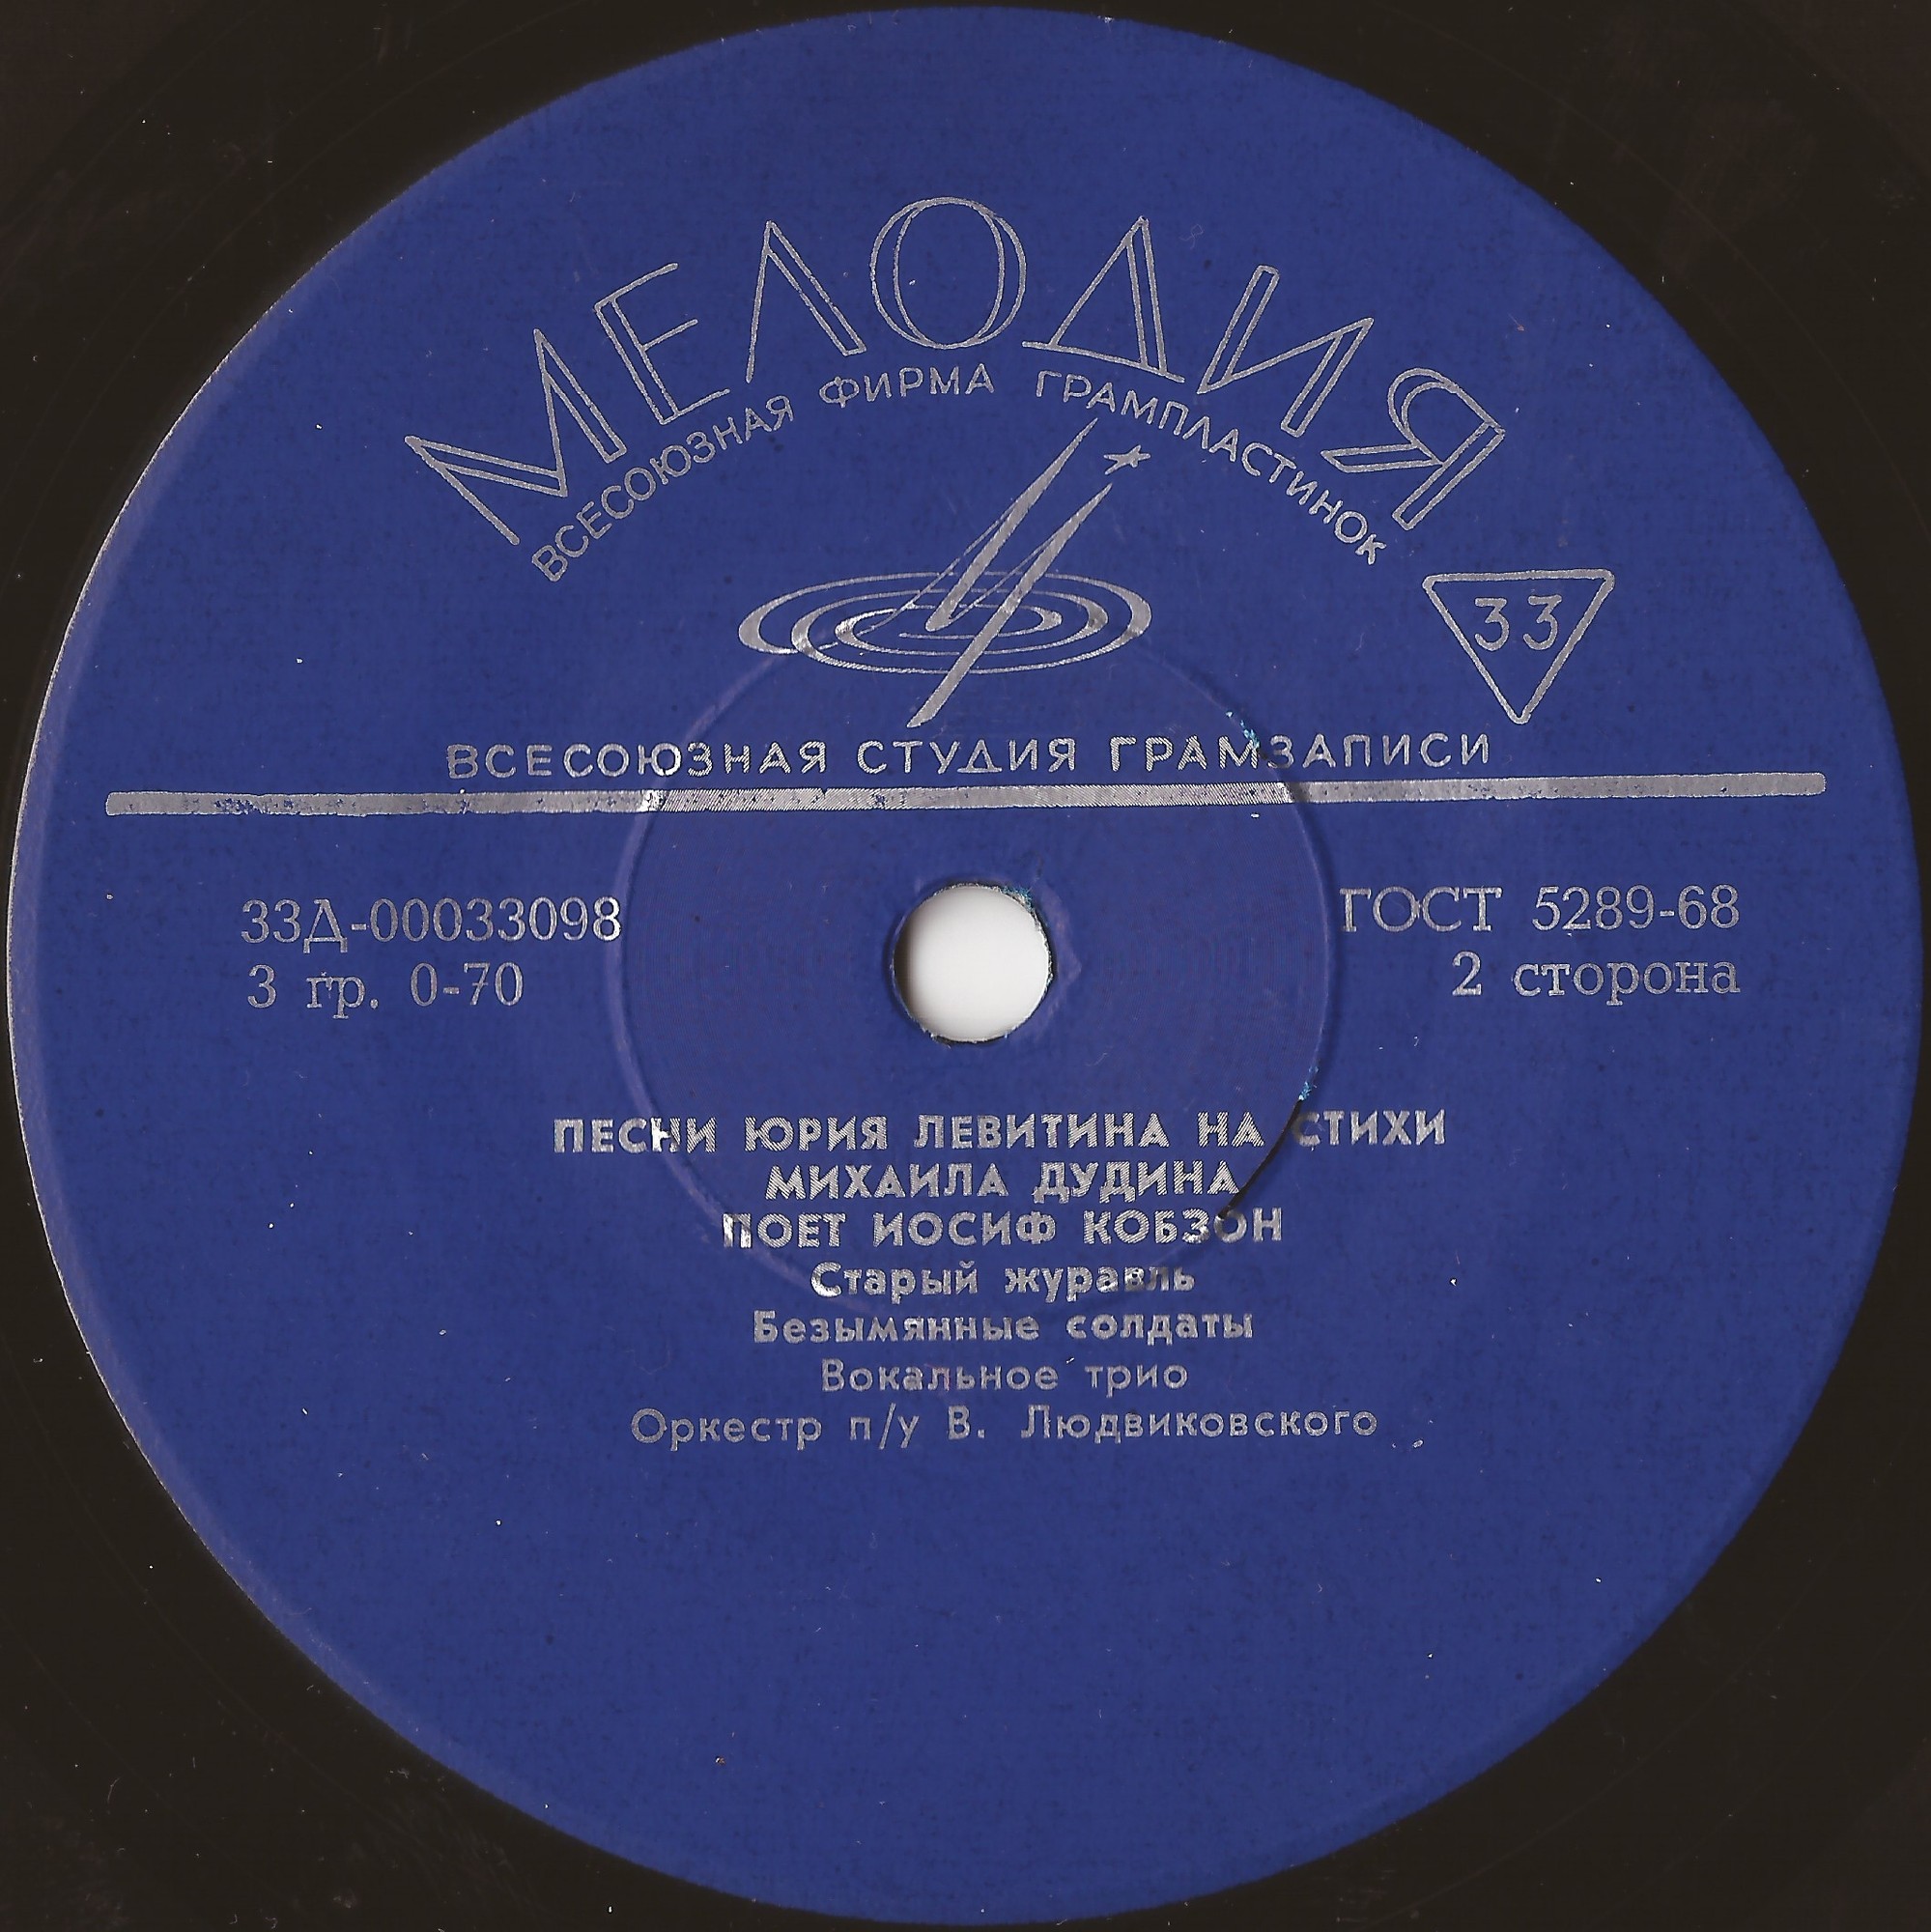 МЕЛОДИЯ
ВСЕСОЮЗНАЯ ФИРМА ГРАМПЛАСТИНОК
33
ВСЕСОЮЗНАЯ СТУДИЯ ГРАМЗАПИСИ
33Д-00033098
3 гр. 0-70
ГОСТ 5289-68
2 сторона
ПЕСНИ ЮРИЯ ЛЕВИТИНА НА СТИХИ
МИХАИЛА ДУДИНА
ПОЕТ ИОСИФ КОБЗОН
Старый журавль
Безымянные солдаты
Вокальное трио
Оркестр п/у В. Людвиковского